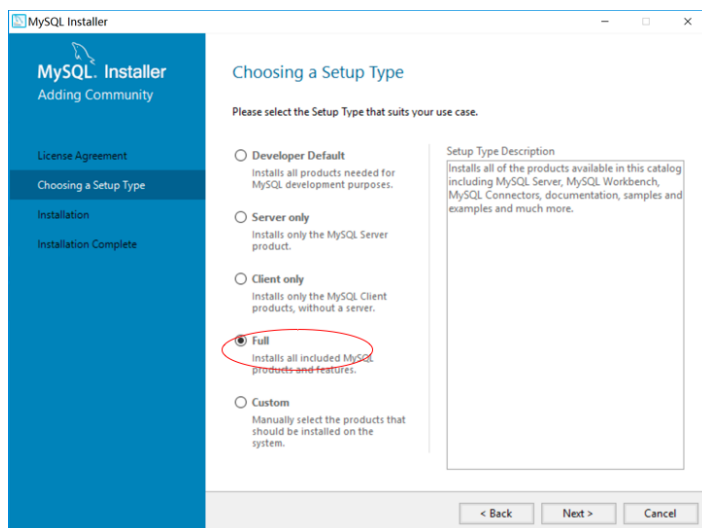 MySQL Installer
MySQL. Installer
Adding Community
License Agreement
Choosing a Setup Type
Installation
Installation Complete
Choosing a Setup Type
Please select the Setup Type that suits your use case.
Developer Default
Installs all products needed for
MySQL development purposes.
Server only
Installs only the MySQL Server
product.
Client only
Installs only the MySQL Client
products, without a server.
Full
Installs all included MySQL
products and features.
Custom
Manually select the products that
should be installed on the
system.
Setup Type Description
Installs all of the products available in this catalog
including MySQL Server, MySQL Workbench,
MySQL Connectors, documentation, samples and
examples and much more.
< Back
Next >
Cancel